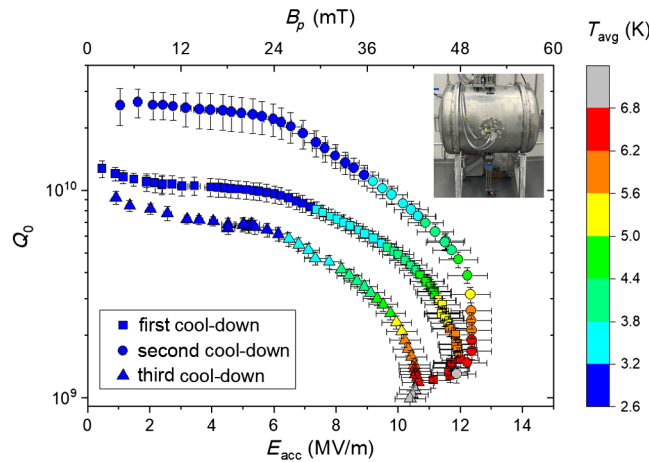 B_p (mT)
0 12 24 36 48 60
T_avg (K)
10^10
10^9
Q_0
6.8
6.2
5.6
5.0
4.4
3.8
3.2
2.6
first cool-down
second cool-down
third cool-down
0 2 4 6 8 10 12 14
E_acc (MV/m)